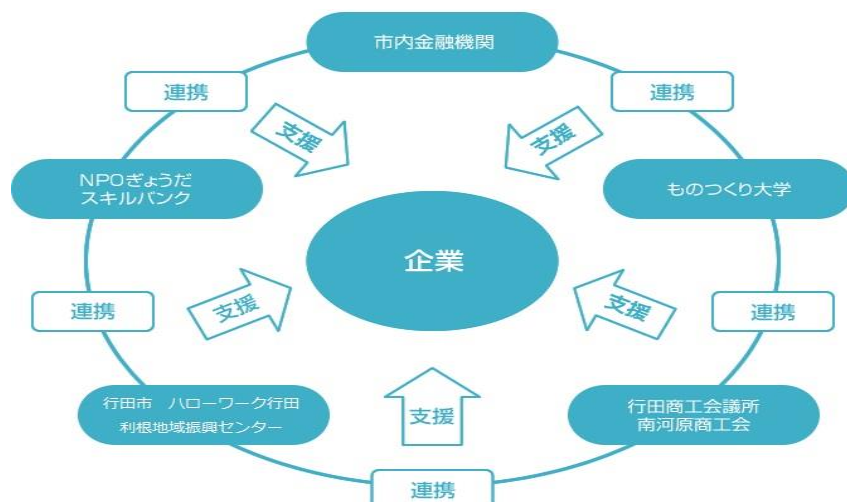 市内金融機関
連携
連携
支援
支援
NPOぎょうだ
スキルバンク
ものつくり大学
企業
連携
支援
支援
連携
行田市　ハローワーク行田
利根地域振興センター
支援
行田商工会議所
南河原商工会
連携